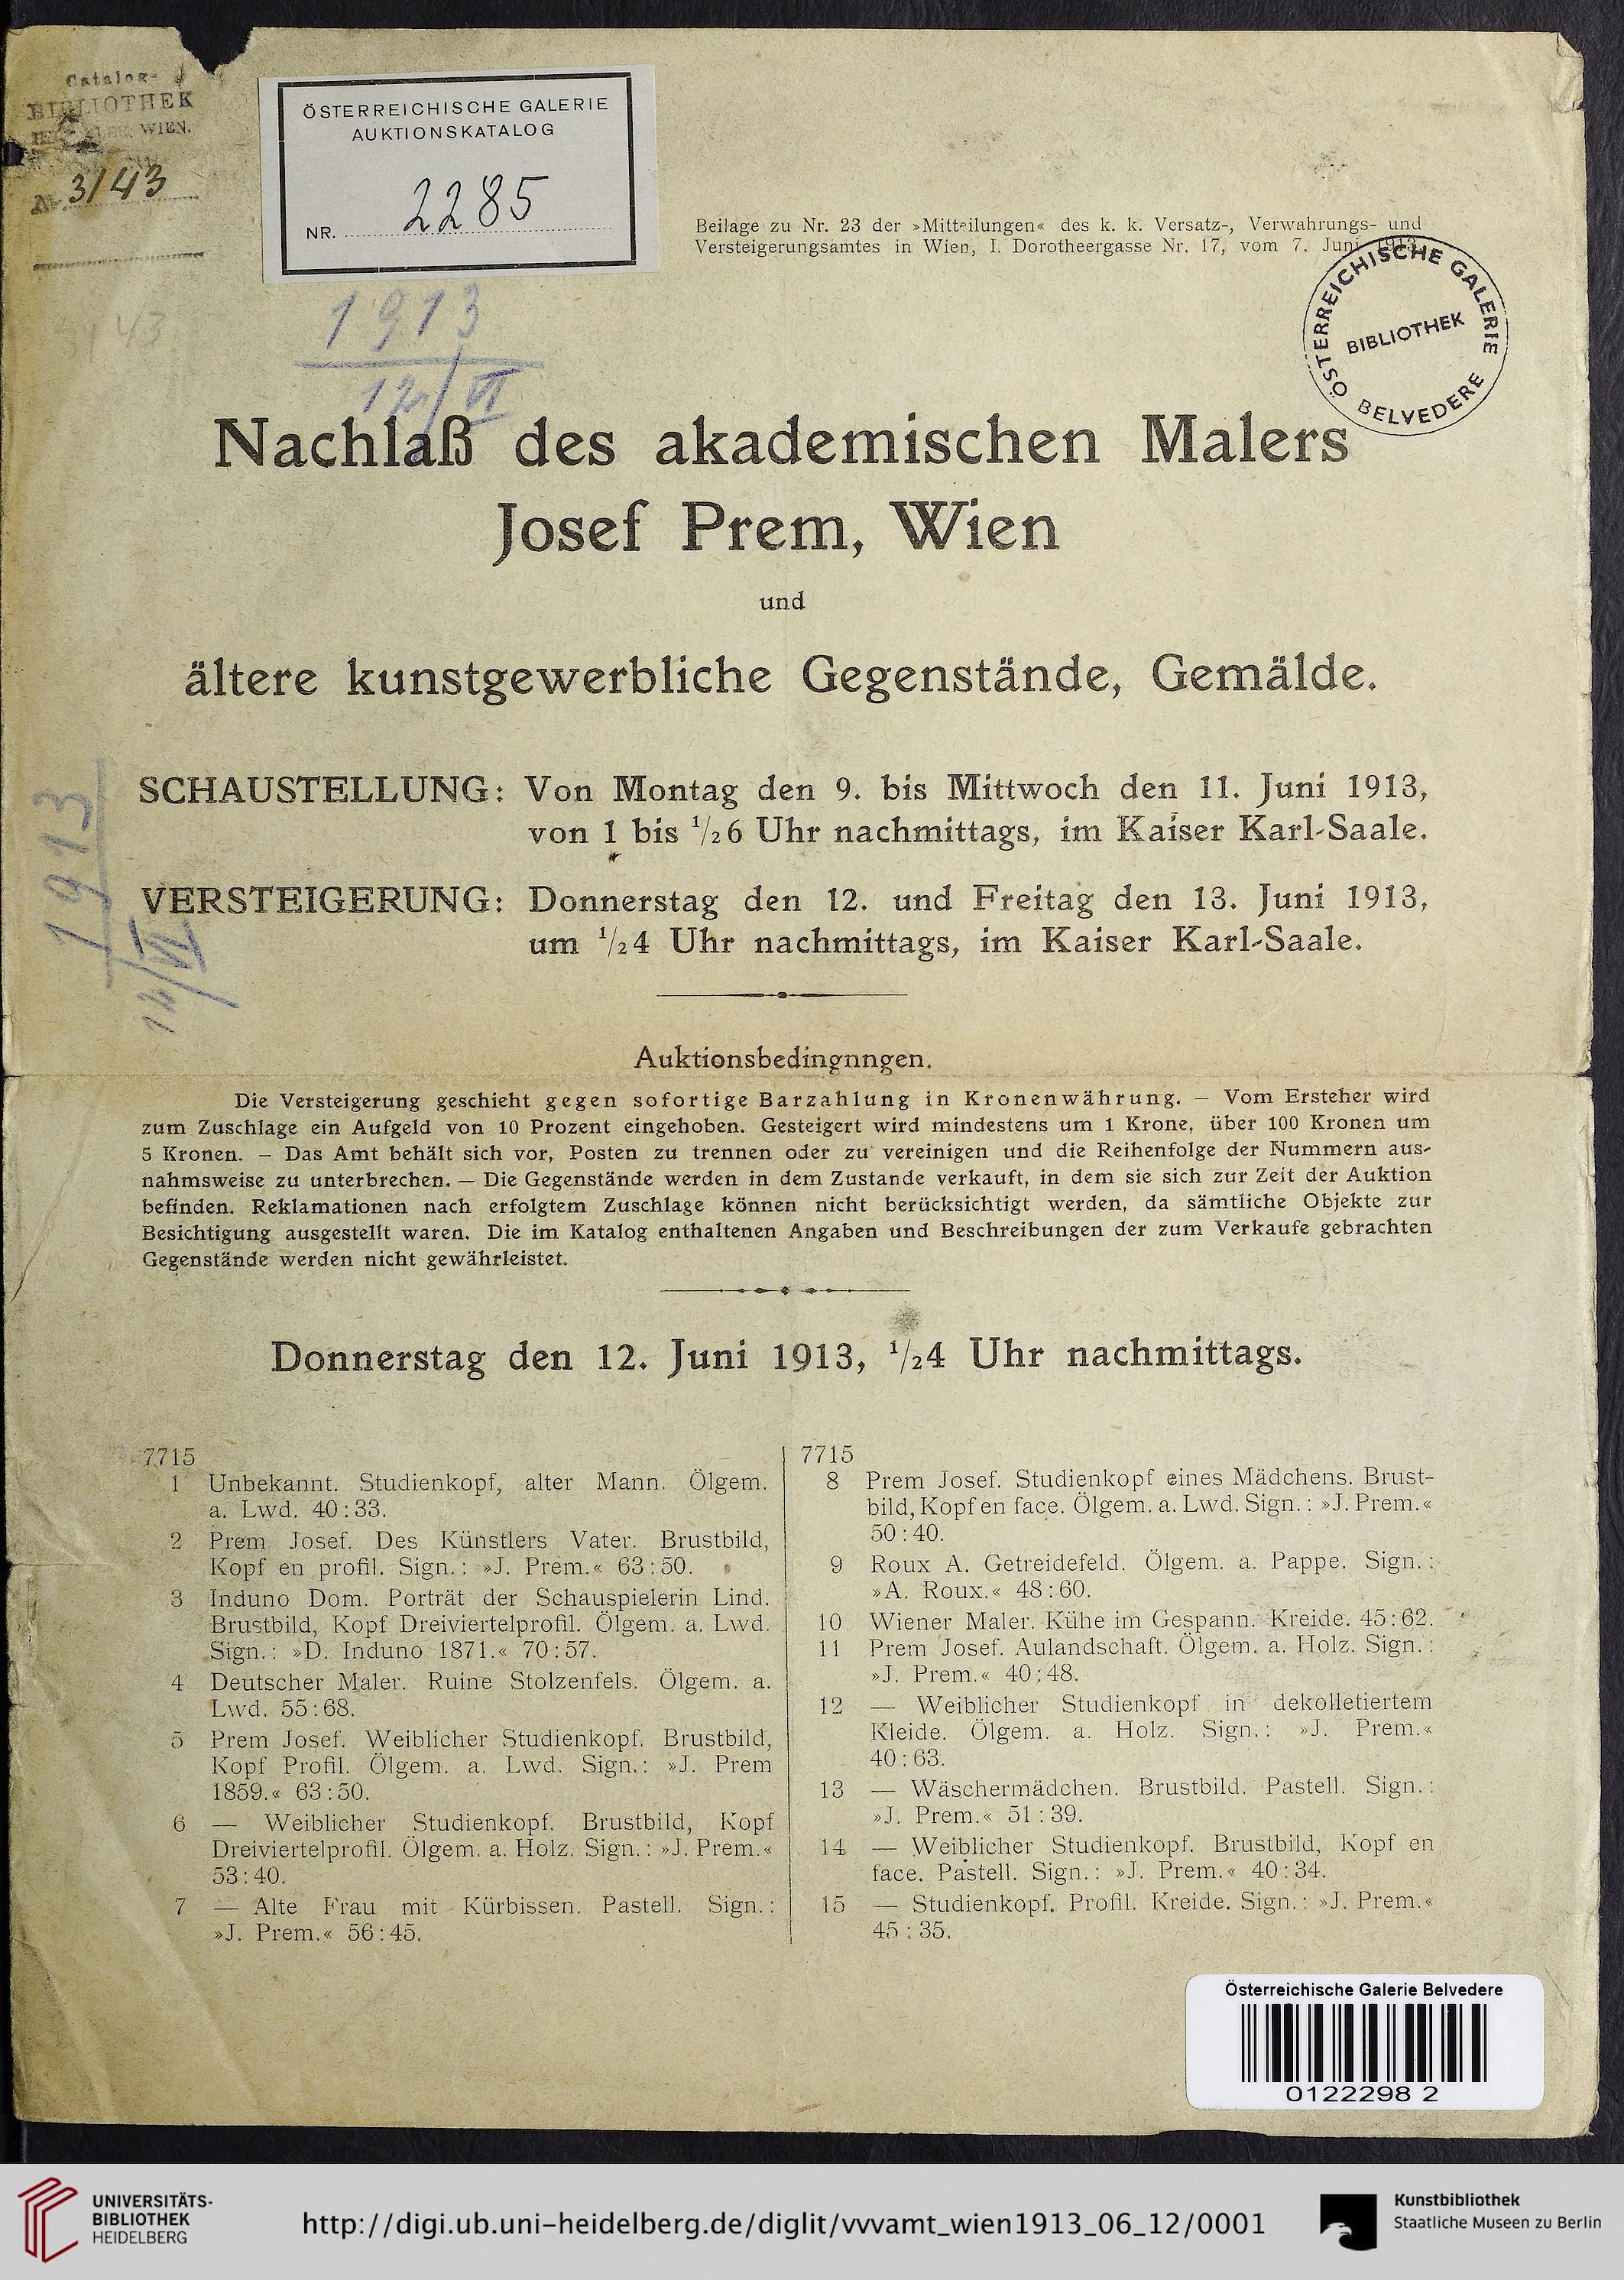 Catalog-
BIBLIOTHEK
WIEN.
3143
ÖSTERREICHISCHE GALERIE
AUKTIONSKATALOG
NR. 2285
Beilage zu Nr. 23 der »Mitteilungen« des k. k. Versatz-, Verwahrungs- und
Versteigerungsamtes in Wien, I. Dorotheergasse Nr. 17, vom 7. Juni 1913.
ÖSTERREICHISCHE GALERIE
BIBLIOTHEK
BELVEDERE
1913
12/VI
Nachlaß des akademischen Malers
Josef Prem, Wien
und
ältere kunstgewerbliche Gegenstände, Gemälde.
SCHAUSTELLUNG: Von Montag den 9. bis Mittwoch den 11. Juni 1913,
von 1 bis 1/2 6 Uhr nachmittags, im Kaiser Karl-Saale.
VERSTEIGERUNG: Donnerstag den 12. und Freitag den 13. Juni 1913,
um 1/2 4 Uhr nachmittags, im Kaiser Karl-Saale.
1913
12/VI
Auktionsbedingnngen.
Die Versteigerung geschieht gegen sofortige Barzahlung in Kronenwährung. — Vom Ersteher wird
zum Zuschlage ein Aufgeld von 10 Prozent eingehoben. Gesteigert wird mindestens um 1 Krone, über 100 Kronen um
5 Kronen. — Das Amt behält sich vor, Posten zu trennen oder zu vereinigen und die Reihenfolge der Nummern aus-
nahmsweise zu unterbrechen. — Die Gegenstände werden in dem Zustande verkauft, in dem sie sich zur Zeit der Auktion
befinden. Reklamationen nach erfolgtem Zuschlage können nicht berücksichtigt werden, da sämtliche Objekte zur
Besichtigung ausgestellt waren. Die im Katalog enthaltenen Angaben und Beschreibungen der zum Verkaufe gebrachten
Gegenstände werden nicht gewährleistet.
Donnerstag den 12. Juni 1913, 1/2 4 Uhr nachmittags.
7715
1 Unbekannt. Studienkopf, alter Mann. Ölgem.
a. Lwd. 40:33.
2 Prem Josef. Des Künstlers Vater. Brustbild,
Kopf en profil. Sign.: »J. Prem.« 63:50.
3 Induno Dom. Porträt der Schauspielerin Lind.
Brustbild, Kopf Dreiviertelprofil. Ölgem. a. Lwd.
Sign.: »D. Induno 1871.« 70:57.
4 Deutscher Maler. Ruine Stolzenfels. Ölgem. a.
Lwd. 55:68.
5 Prem Josef. Weiblicher Studienkopf. Brustbild,
Kopf Profil. Ölgem. a. Lwd. Sign.: »J. Prem
1859.« 63:50.
6 — Weiblicher Studienkopf. Brustbild, Kopf
Dreiviertelprofil. Ölgem. a. Holz. Sign.: »J. Prem.«
53:40.
7 — Alte Frau mit Kürbissen. Pastell. Sign.:
»J. Prem.« 56:45.
7715
8 Prem Josef. Studienkopf eines Mädchens. Brust-
bild, Kopf en face. Ölgem. a. Lwd. Sign.: »J. Prem.«
50:40.
9 Roux A. Getreidefeld. Ölgem. a. Pappe. Sign.:
»A. Roux.« 48:60.
10 Wiener Maler. Kühe im Gespann. Kreide. 45:62.
11 Prem Josef. Aulandschaft. Ölgem. a. Holz. Sign.:
»J. Prem.« 40:48.
12 — Weiblicher Studienkopf in dekolletiertem
Kleide. Ölgem. a. Holz. Sign.: »J. Prem.«
40:63.
13 — Wäschermädchen. Brustbild. Pastell. Sign.:
»J. Prem.« 51:39.
14 — Weiblicher Studienkopf. Brustbild, Kopf en
face. Pastell. Sign.: »J. Prem.« 40:34.
15 — Studienkopf. Profil. Kreide. Sign.: »J. Prem.«
45:35.
Österreichische Galerie Belvedere
0122298 2
UNIVERSITÄTS-
BIBLIOTHEK
HEIDELBERG
http://digi.ub.uni-heidelberg.de/diglit/vvvamt_wien1913_06_12/0001
Kunstbibliothek
Staatliche Museen zu Berlin